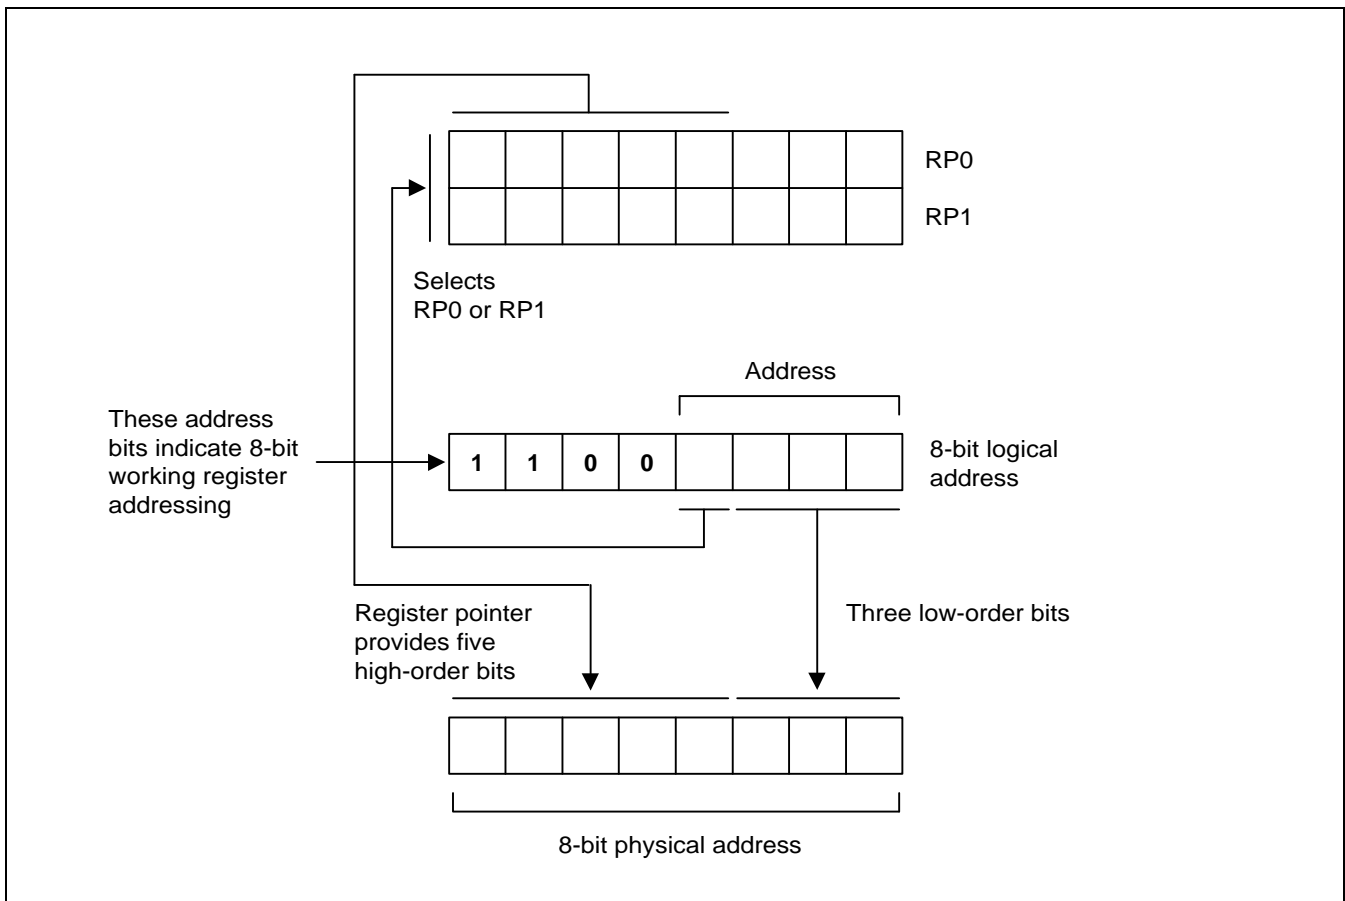 RP0
RP1
Selects
RP0 or RP1
Address
These address
bits indicate 8-bit
working register
addressing
1 1 0 0
8-bit logical
address
Register pointer
provides five
high-order bits
Three low-order bits
8-bit physical address